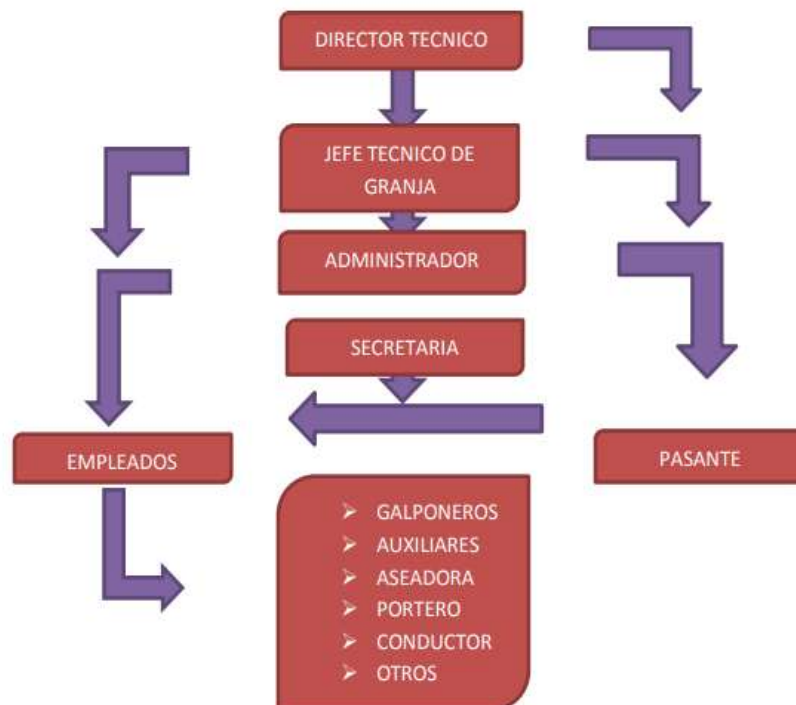 DIRECTOR TECNICO
JEFE TECNICO DE
GRANJA
ADMINISTRADOR
SECRETARIA
EMPLEADOS
PASANTE
GALPONEROS
AUXILIARES
ASEADORA
PORTERO
CONDUCTOR
OTROS